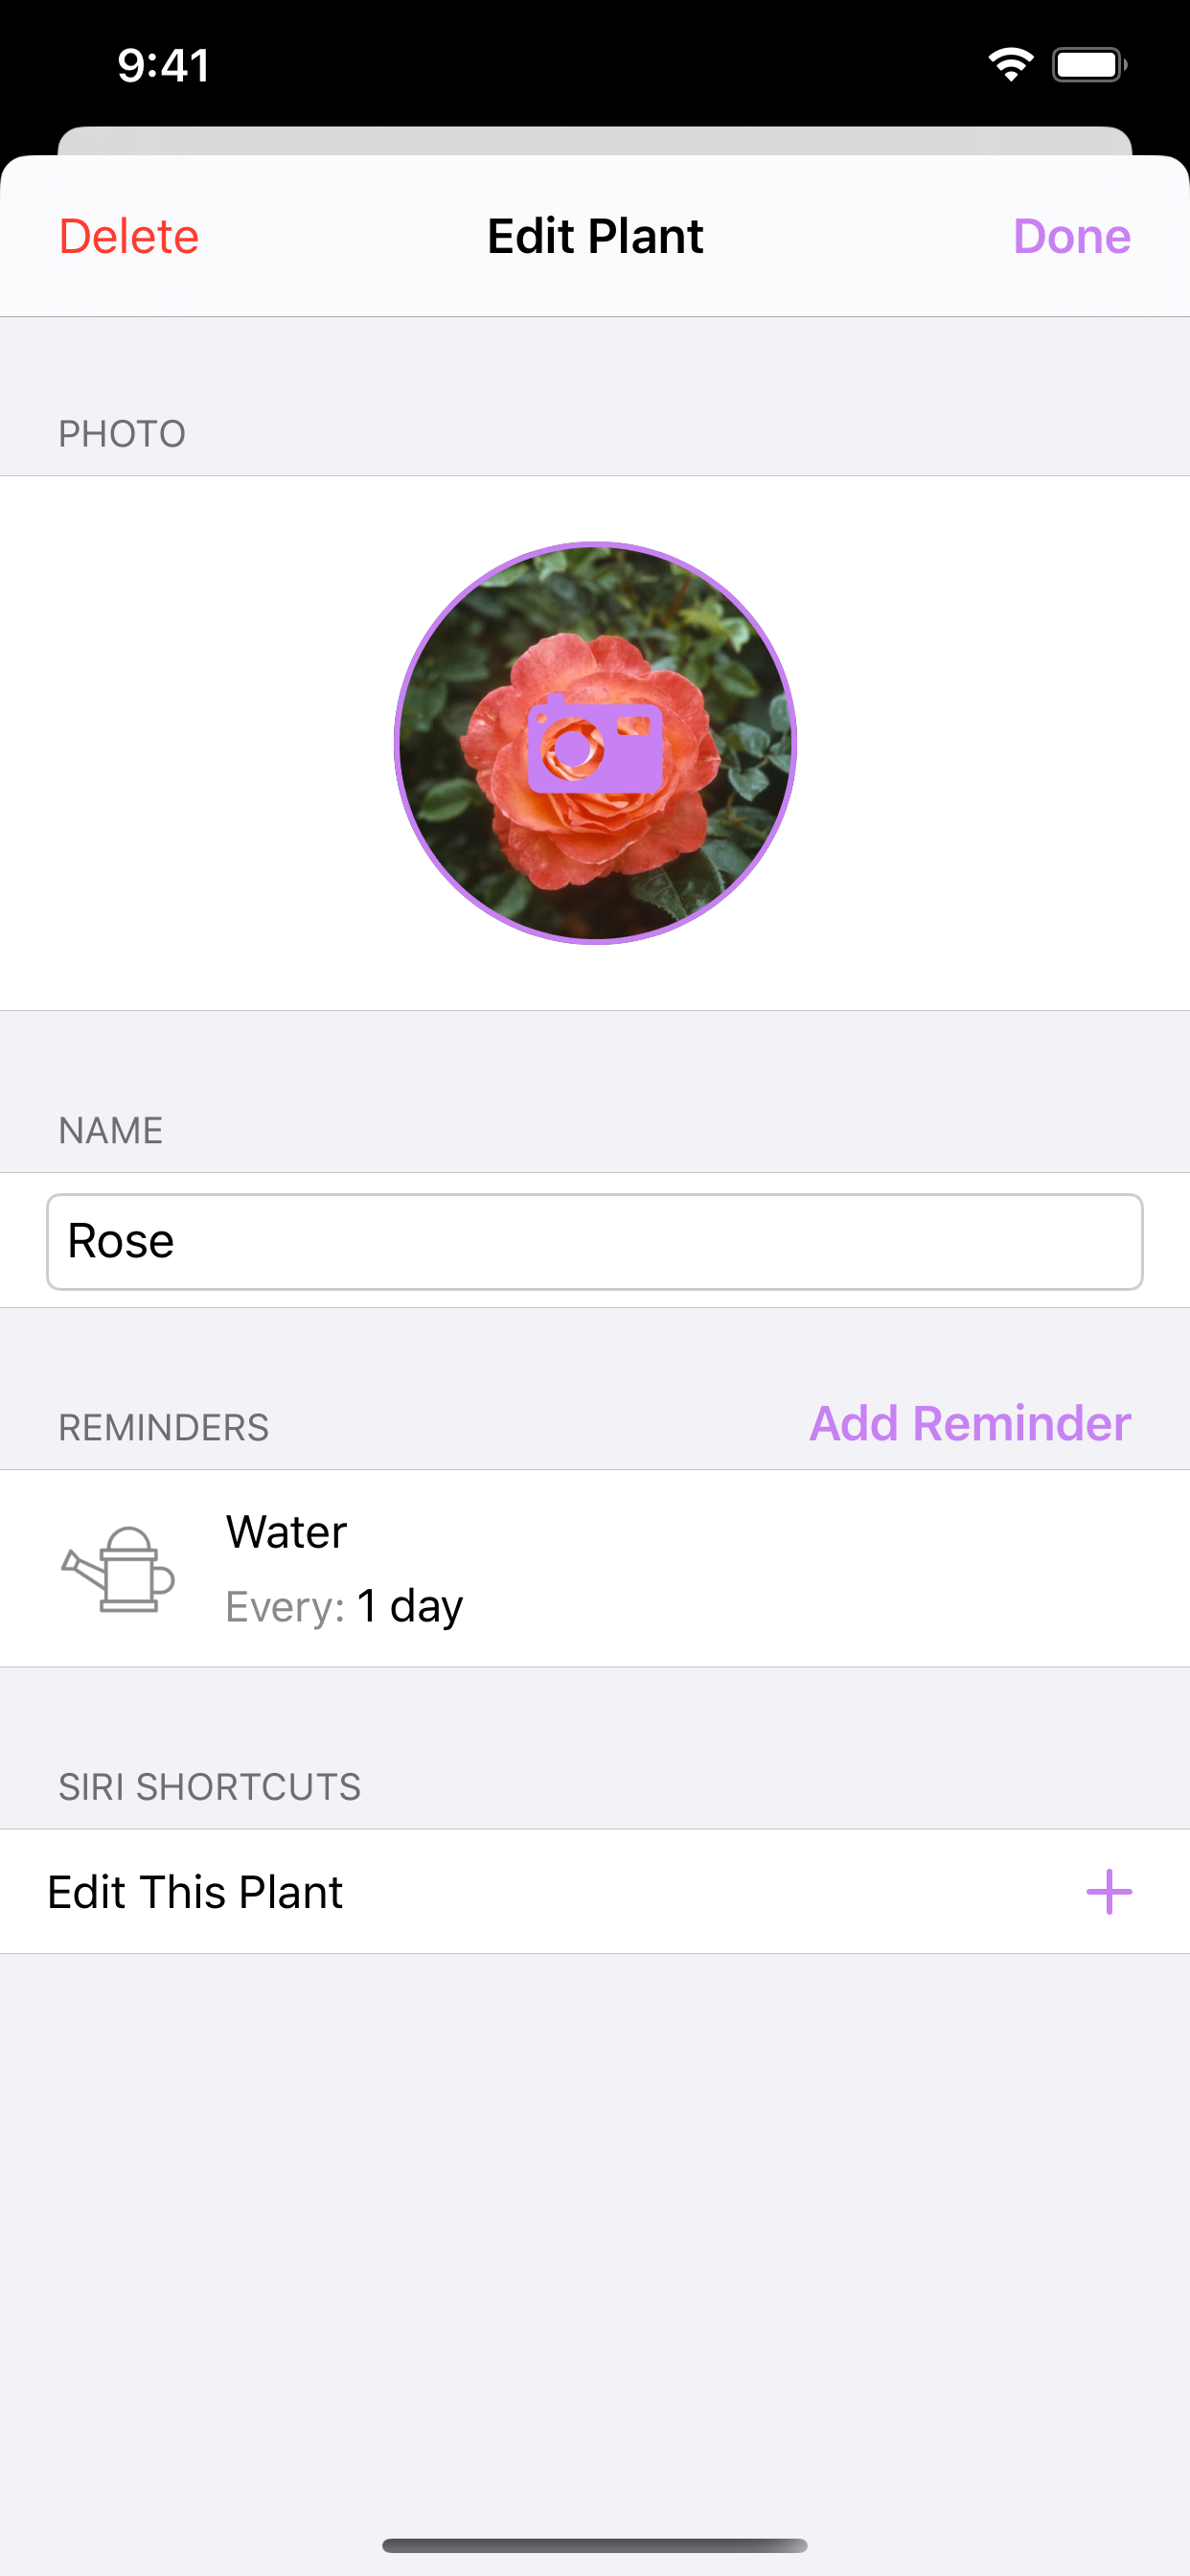 9:41
Delete
Edit Plant
Done
PHOTO
NAME
Rose
REMINDERS
Add Reminder
Water
Every: 1 day
SIRI SHORTCUTS
Edit This Plant